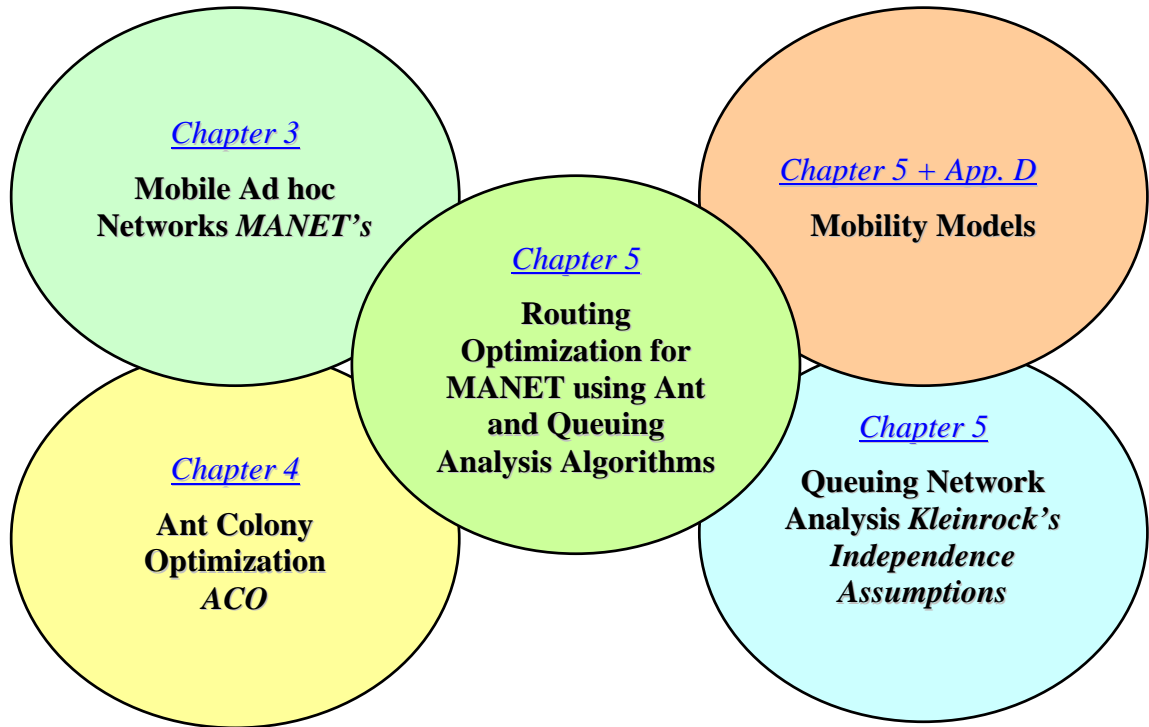 Chapter 3
Mobile Ad hoc
Networks MANET's
Chapter 5 + App. D
Mobility Models
Chapter 5
Routing
Optimization for
MANET using Ant
and Queuing
Analysis Algorithms
Chapter 4
Ant Colony
Optimization
ACO
Chapter 5
Queuing Network
Analysis Kleinrock's
Independence
Assumptions